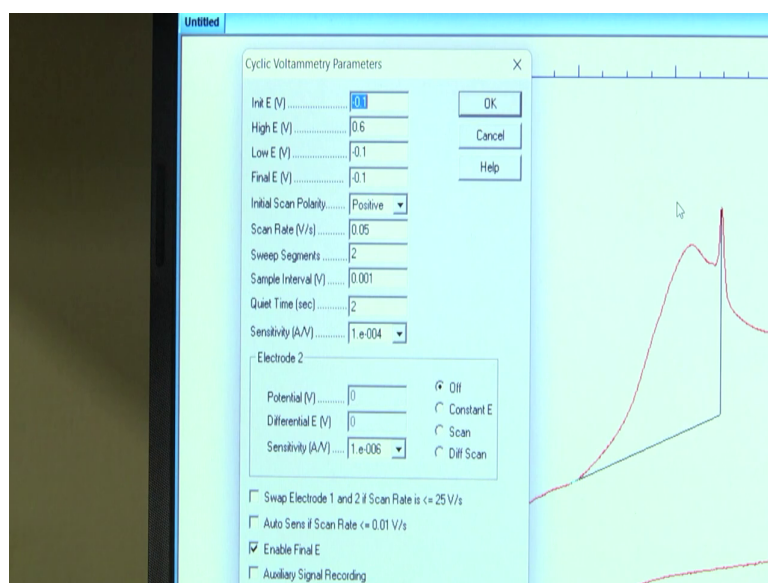 Untitled
Cyclic Voltammetry Parameters X
Init E (V) ..................... -0.1 OK
High E (V) ................... 0.6 Cancel
Low E (V) ................... -0.1
Final E (V) ................... -0.1 Help
Initial Scan Polarity....... Positive
Scan Rate (V/s) .......... 0.05
Sweep Segments ......... 2
Sample Interval (V) ...... 0.001
Quiet Time (sec) .......... 2
Sensitivity (A/V) .......... 1.e-004
Electrode 2
Potential (V) .............. 0 Off
Constant E
Differential E (V) 0
Scan
Sensitivity (A/V) ..... 1.e-006 Diff Scan
Swap Electrode 1 and 2 if Scan Rate is <= 25 V/s
Auto Sens if Scan Rate <= 0.01 V/s
Enable Final E
Auxiliary Signal Recording